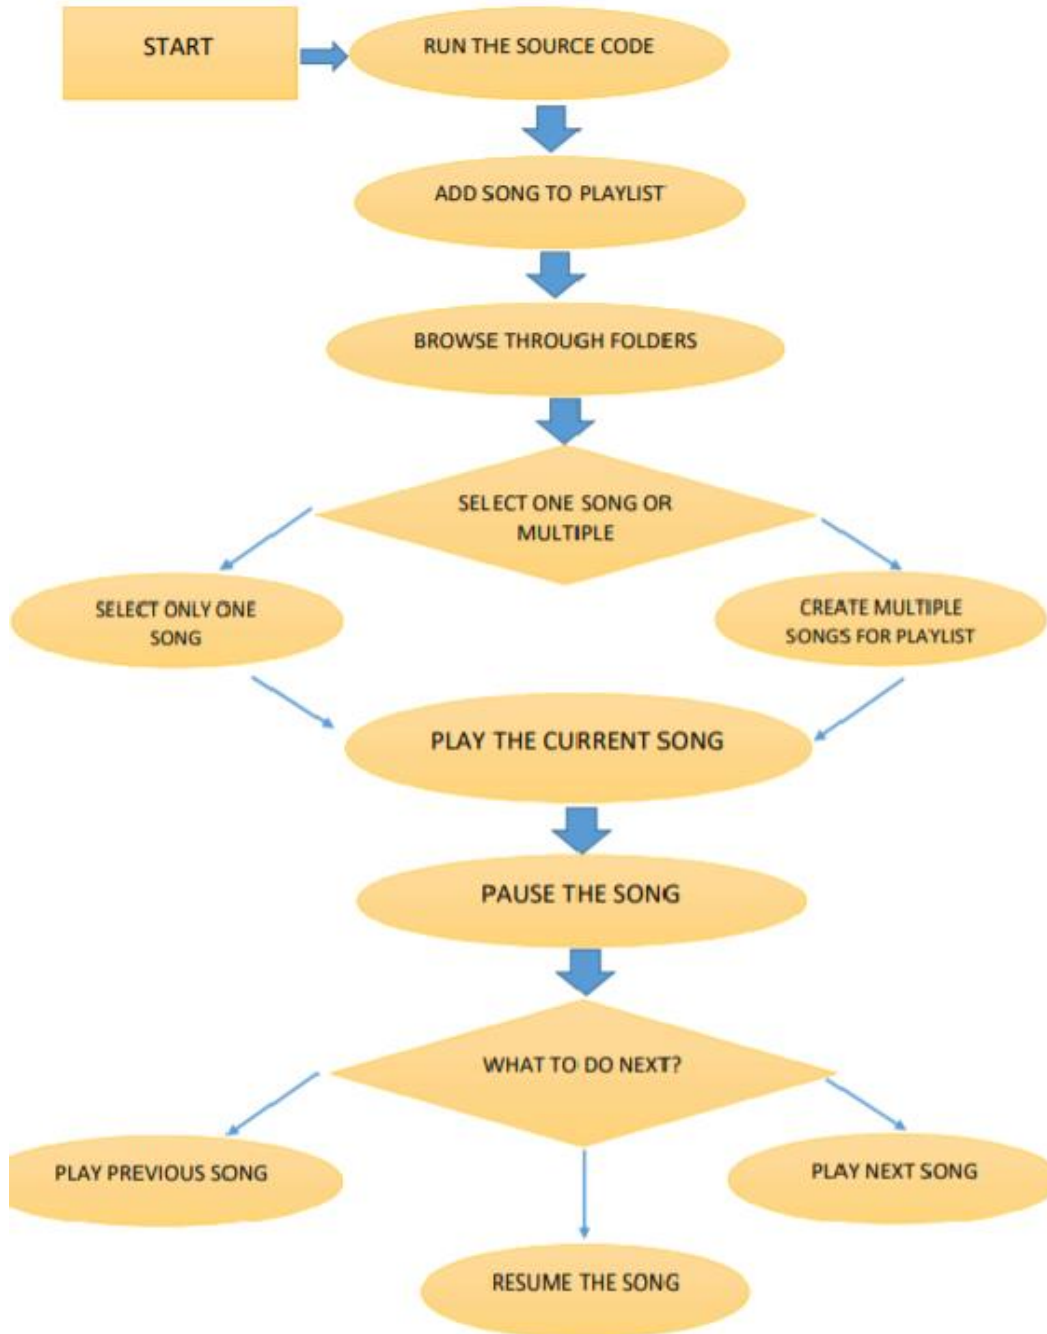 START
RUN THE SOURCE CODE
ADD SONG TO PLAYLIST
BROWSE THROUGH FOLDERS
SELECT ONE SONG OR
MULTIPLE
SELECT ONLY ONE
SONG
CREATE MULTIPLE
SONGS FOR PLAYLIST
PLAY THE CURRENT SONG
PAUSE THE SONG
WHAT TO DO NEXT?
PLAY PREVIOUS SONG
PLAY NEXT SONG
RESUME THE SONG